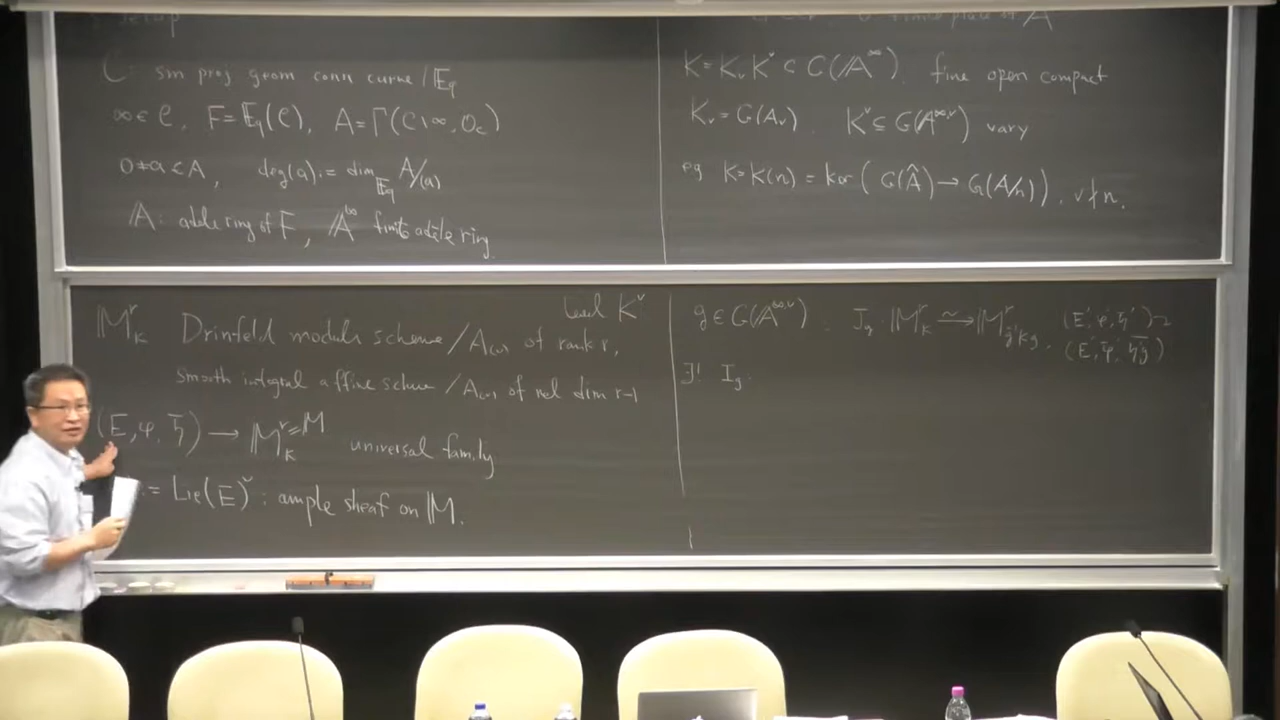 Setup
C : sm proj geom conn curve / 𝔽_q
∞ ∈ C, F = 𝔽_q(C), A = Γ(C∖∞, O_C)
0 ≠ a ∈ A, deg(a) := dim_{𝔽_q} A/(a)
𝔸 : adele ring of F, 𝔸^∞ finite adele ring
K = K_v K^v ⊆ G(𝔸^∞). fine open compact
K_v = G(A_v). K^v ⊆ G(𝔸^{∞,v}) vary
eg K = K(n) = ker ( G(Â) → G(A/n) ), v∤n.
𝕄^r_K Drinfeld moduli scheme / A_(v) of rank r, level K^v
smooth integral affine scheme / A_(v) of rel dim r-1
(E, φ, η̄) → 𝕄^r_K = 𝕄 universal family
:= Lie(E)^∨ : ample sheaf on 𝕄.
g ∈ G(𝔸^{∞,v}). J_g : 𝕄^r_K ⥲ 𝕄^r_{g^{-1}Kg}. (E', φ', η̄') ↦
(E', φ', η̄'g)
∃! I_g.